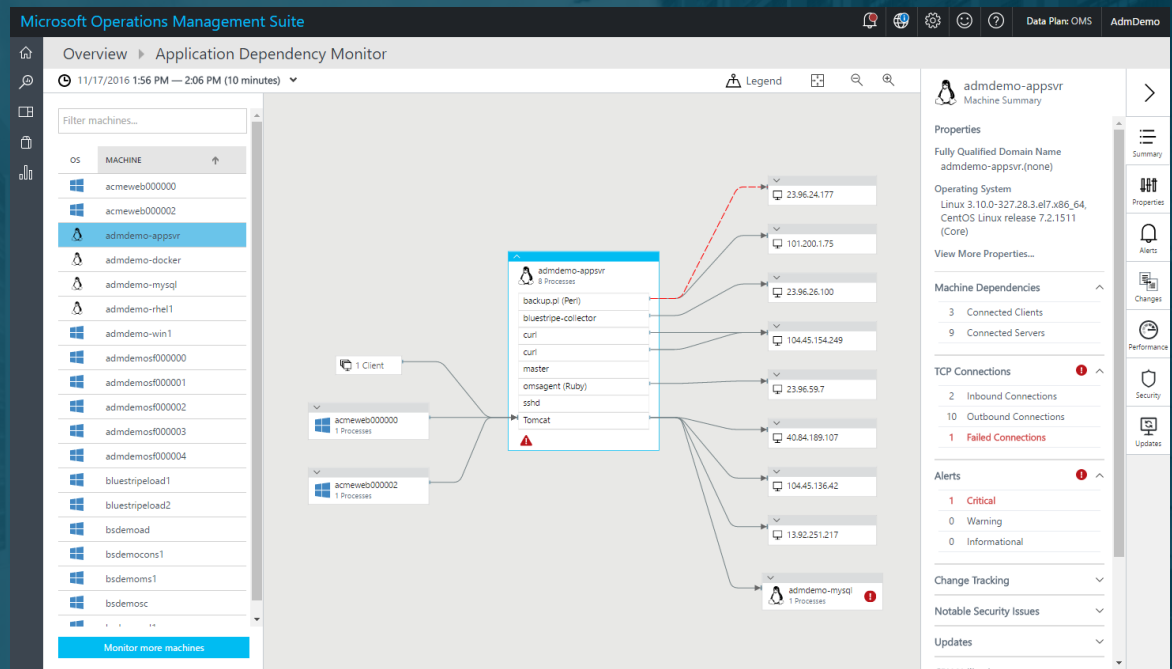 Microsoft Operations Management Suite
Data Plan: OMS
AdmDemo
Overview
Application Dependency Monitor
11/17/2016 1:56 PM — 2:06 PM (10 minutes)
Legend
Filter machines...
OS
MACHINE
acmeweb000000
acmeweb000002
admdemo-appsvr
admdemo-docker
admdemo-mysql
admdemo-rhel1
admdemo-win1
admdemosf000000
admdemosf000001
admdemosf000002
admdemosf000003
admdemosf000004
bluestripeload1
bluestripeload2
bsdemoad
bsdemocons1
bsdemoms1
bsdemosc
Monitor more machines
1 Client
acmeweb000000
1 Processes
acmeweb000002
1 Processes
admdemo-appsvr
8 Processes
backup.pl (Perl)
bluestripe-collector
curl
curl
master
omsagent (Ruby)
sshd
Tomcat
23.96.24.177
101.200.1.75
23.96.26.100
104.45.154.249
23.96.59.7
40.84.189.107
104.45.136.42
13.92.251.217
admdemo-mysql
1 Processes
admdemo-appsvr
Machine Summary
Properties
Fully Qualified Domain Name
admdemo-appsvr.(none)
Operating System
Linux 3.10.0-327.28.3.el7.x86_64,
CentOS Linux release 7.2.1511
(Core)
View More Properties...
Machine Dependencies
3 Connected Clients
9 Connected Servers
TCP Connections
2 Inbound Connections
10 Outbound Connections
1 Failed Connections
Alerts
1 Critical
0 Warning
0 Informational
Change Tracking
Notable Security Issues
Updates
Summary
Properties
Alerts
Changes
Performance
Security
Updates